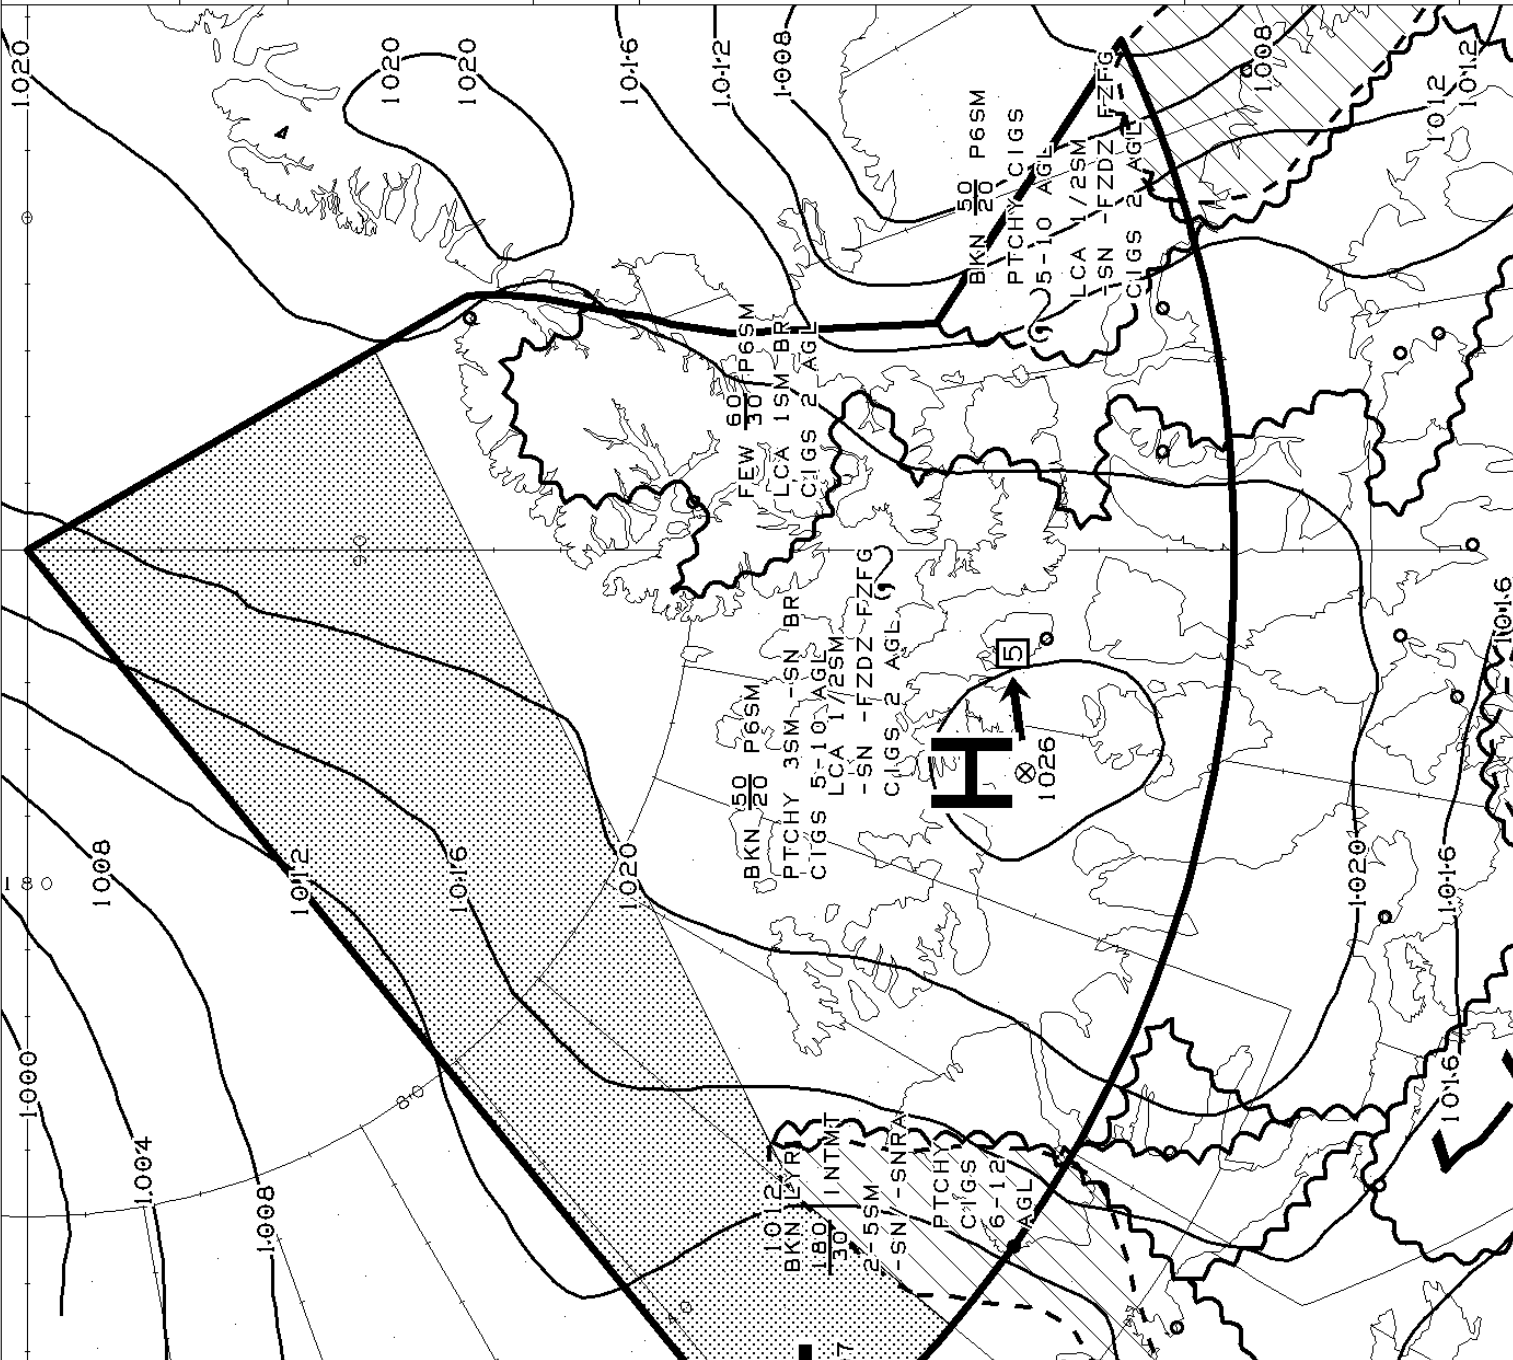 1020
1020
1020
1016
1012
1008
1008
1012
1012
BKN 50/20 P6SM
PTCHY CIGS
5-10 AGL
LCA 1/2SM
-SN -FZDZ FZFG
CIGS 2 AGL
FEW 60/30 P6SM
LCA 1SM BR
CIGS 2 AGL
90
BKN 50/20 P6SM
PTCHY 3SM -SN BR
CIGS 5-10 AGL
LCA 1/2SM
-SN -FZDZ FZFG
CIGS 2 AGL
5
H
1026
1016
180
1008
1012
1016
1020
1020
1016
1000
1004
1008
80
1012
BKN LYR
180/30 INTMT
2-5SM
-SN -SNRA
PTCHY
CIGS
6-12
AGL
1016